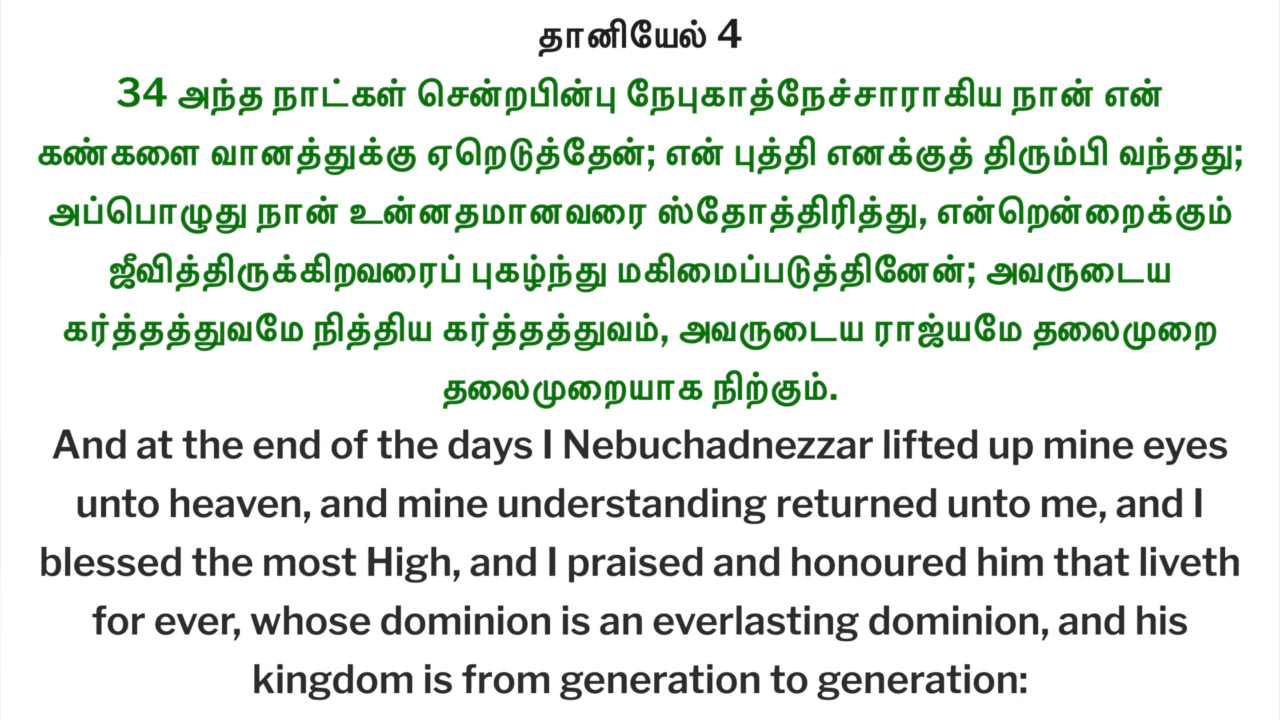 தானியேல் 4
34 அந்த நாட்கள் சென்றபின்பு நேபுகாத்நேச்சாராகிய நான் என்
கண்களை வானத்துக்கு ஏறெடுத்தேன்; என் புத்தி எனக்குத் திரும்பி வந்தது;
அப்பொழுது நான் உன்னதமானவரை ஸ்தோத்திரித்து, என்றென்றைக்கும்
ஜீவித்திருக்கிறவரைப் புகழ்ந்து மகிமைப்படுத்தினேன்; அவருடைய
கர்த்தத்துவமே நித்திய கர்த்தத்துவம், அவருடைய ராஜ்யமே தலைமுறை
தலைமுறையாக நிற்கும்.
And at the end of the days I Nebuchadnezzar lifted up mine eyes
unto heaven, and mine understanding returned unto me, and I
blessed the most High, and I praised and honoured him that liveth
for ever, whose dominion is an everlasting dominion, and his
kingdom is from generation to generation: